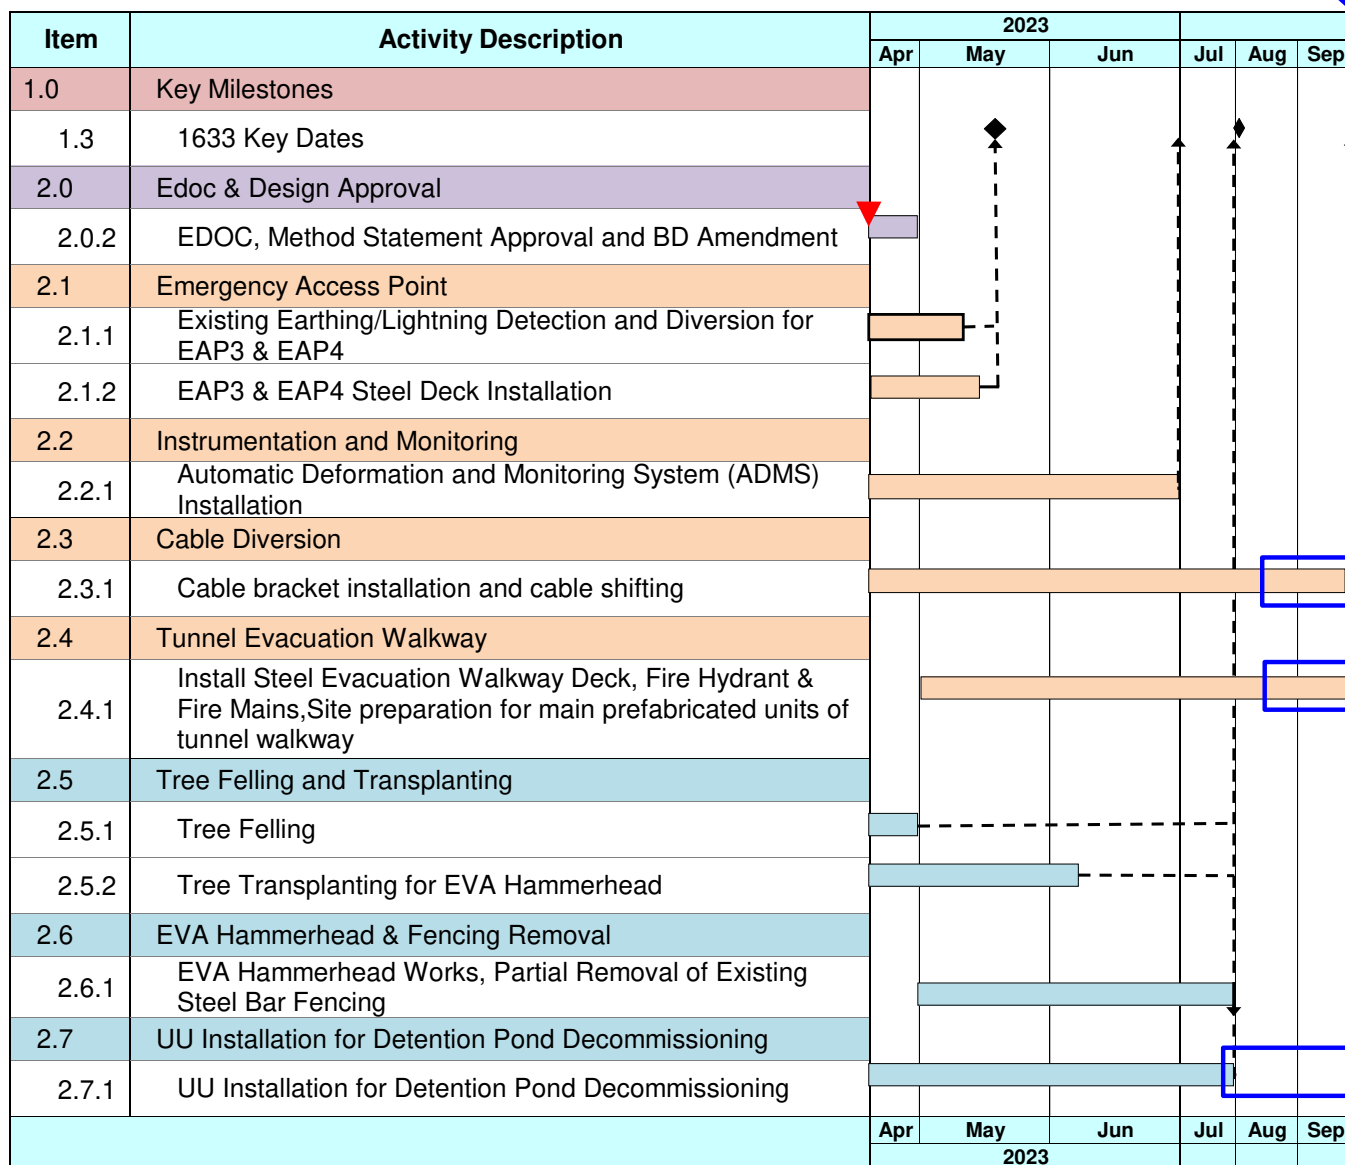 Item Activity Description 2023
Apr May Jun Jul Aug Sep
1.0 Key Milestones
1.3 1633 Key Dates
2.0 Edoc & Design Approval
2.0.2 EDOC, Method Statement Approval and BD Amendment
2.1 Emergency Access Point
2.1.1 Existing Earthing/Lightning Detection and Diversion for
EAP3 & EAP4
2.1.2 EAP3 & EAP4 Steel Deck Installation
2.2 Instrumentation and Monitoring
2.2.1 Automatic Deformation and Monitoring System (ADMS)
Installation
2.3 Cable Diversion
2.3.1 Cable bracket installation and cable shifting
2.4 Tunnel Evacuation Walkway
2.4.1 Install Steel Evacuation Walkway Deck, Fire Hydrant &
Fire Mains,Site preparation for main prefabricated units of
tunnel walkway
2.5 Tree Felling and Transplanting
2.5.1 Tree Felling
2.5.2 Tree Transplanting for EVA Hammerhead
2.6 EVA Hammerhead & Fencing Removal
2.6.1 EVA Hammerhead Works, Partial Removal of Existing
Steel Bar Fencing
2.7 UU Installation for Detention Pond Decommissioning
2.7.1 UU Installation for Detention Pond Decommissioning
Apr May Jun Jul Aug Sep
2023